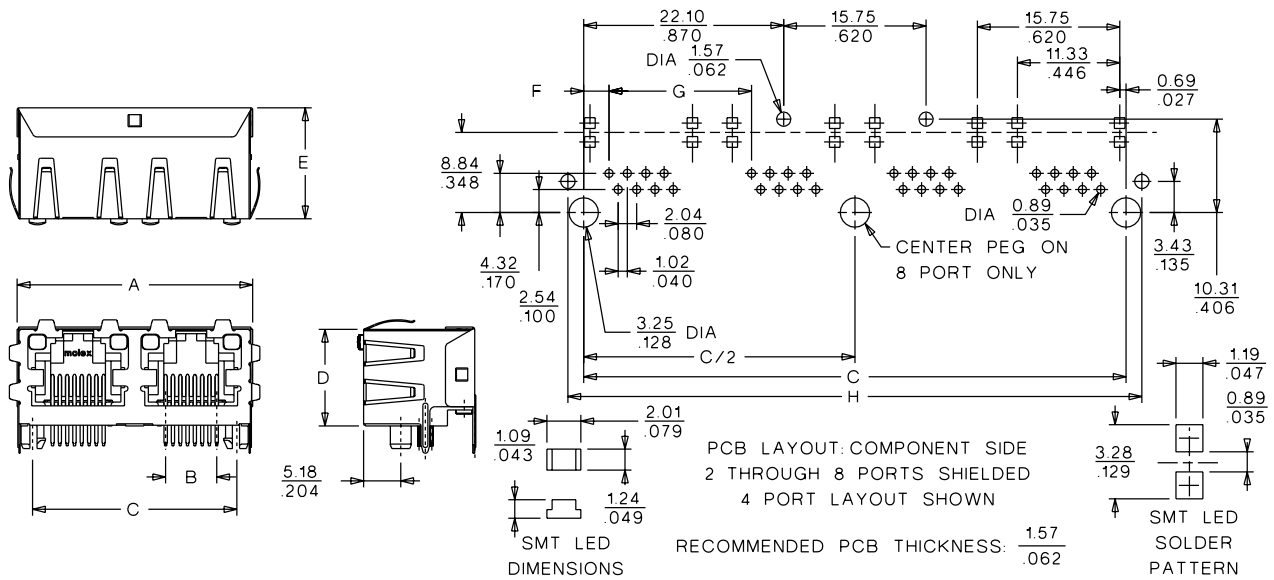 22.10
.870
15.75
.620
15.75
.620
11.33
.446
DIA 1.57
.062
0.69
.027
F
G
E
8.84
.348
2.04
.080
DIA 0.89
.035
CENTER PEG ON
8 PORT ONLY
3.43
.135
4.32
.170
1.02
.040
10.31
.406
A
2.54
.100
3.25
.128
DIA
C/2
molex
D
C
1.19
.047
H
0.89
.035
2.01
.079
1.09
.043
PCB LAYOUT: COMPONENT SIDE
2 THROUGH 8 PORTS SHIELDED
4 PORT LAYOUT SHOWN
3.28
.129
5.18
.204
B
C
1.24
.049
SMT LED
DIMENSIONS
RECOMMENDED PCB THICKNESS: 1.57
.062
SMT LED
SOLDER
PATTERN